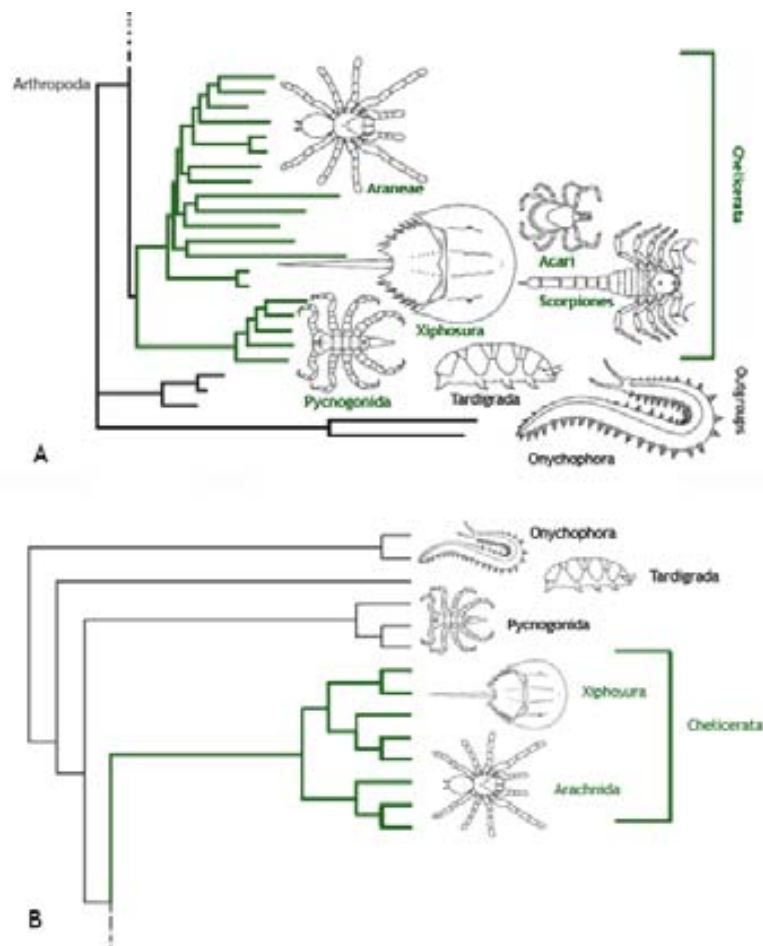 Arthropoda
Araneae
Acari
Scorpiones
Xiphosura
Pycnogonida
Tardigrada
Onychophora
Chelicerata
Outgroups
A
Onychophora
Tardigrada
Pycnogonida
Xiphosura
Chelicerata
Arachnida
B